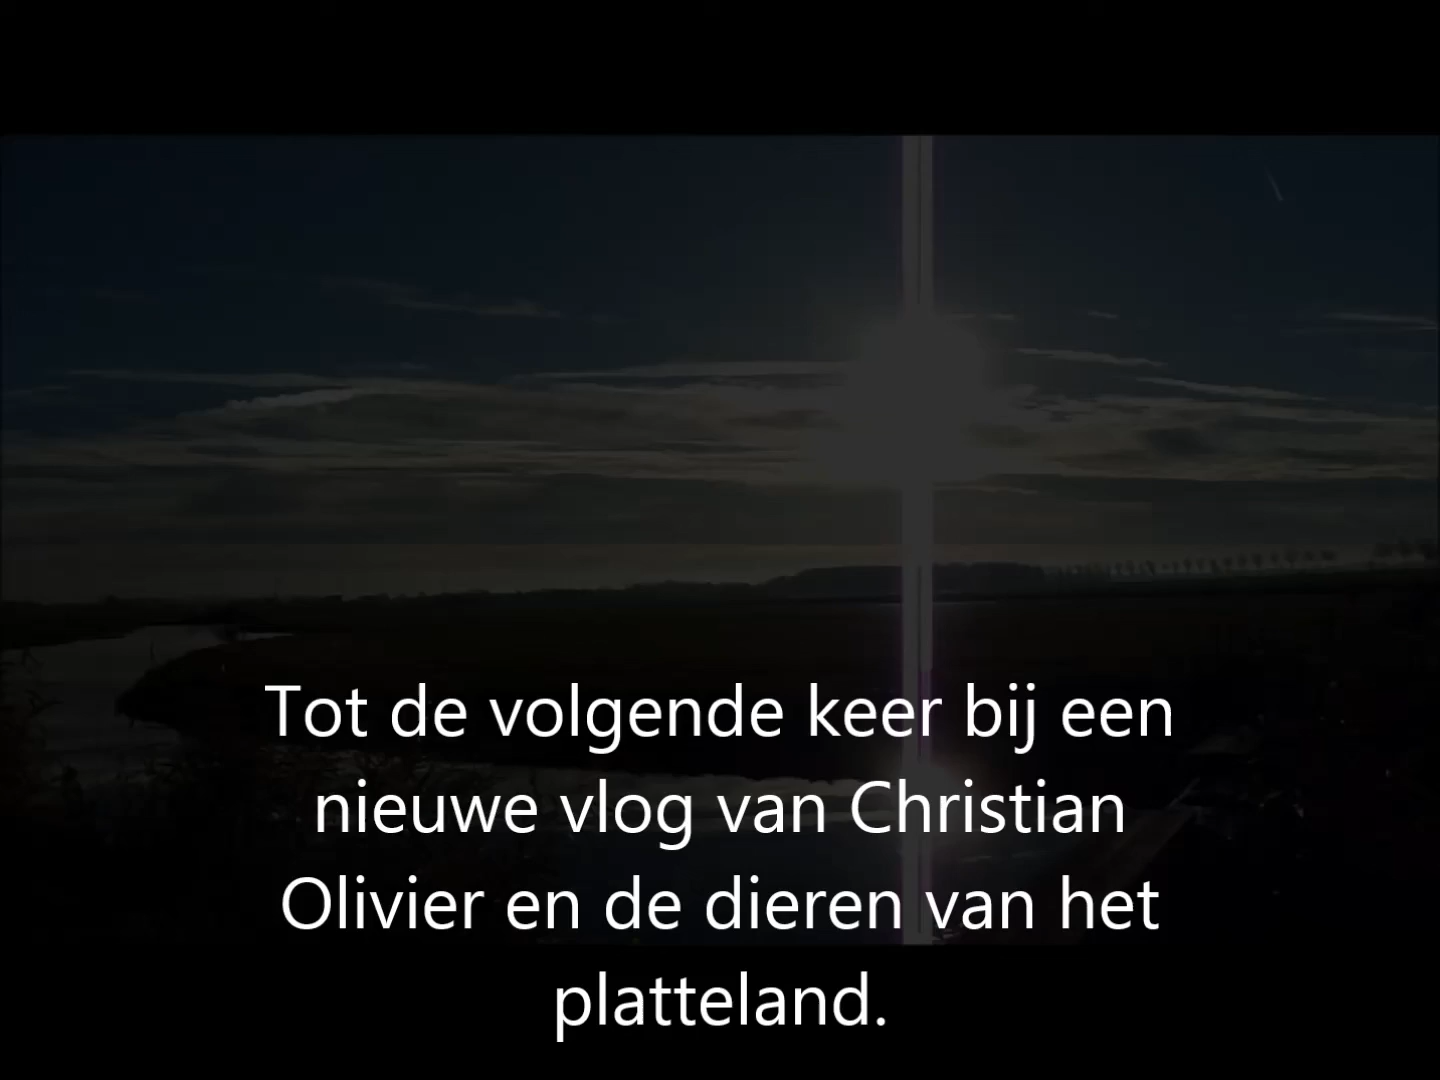 Tot de volgende keer bij een
nieuwe vlog van Christian
Olivier en de dieren van het
platteland.